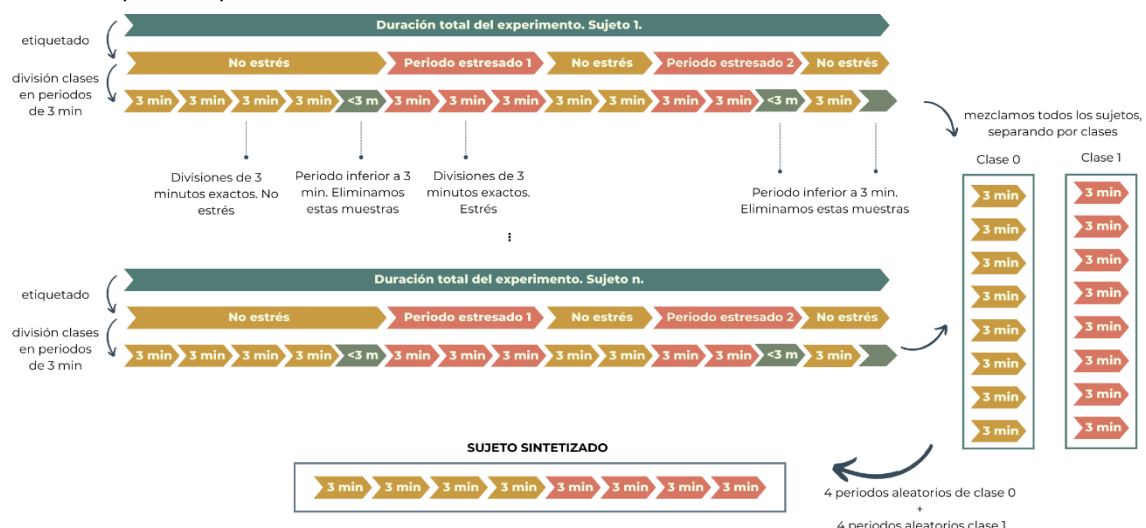 Duración total del experimento. Sujeto 1.
etiquetado
No estrés
Periodo estresado 1
No estrés
Periodo estresado 2
No estrés
división clases
en periodos
de 3 min
3 min 3 min 3 min 3 min <3 m 3 min 3 min 3 min 3 min 3 min 3 min 3 min <3 m 3 min
mezclamos todos los sujetos,
separando por clases
Divisiones de 3
minutos exactos. No
estrés
Periodo inferior a 3
min. Eliminamos
estas muestras
Divisiones de 3
minutos exactos.
Estrés
Periodo inferior a 3 min.
Eliminamos estas muestras
Clase 0
3 min
3 min
3 min
3 min
3 min
3 min
3 min
3 min
Clase 1
3 min
3 min
3 min
3 min
3 min
3 min
3 min
3 min
Duración total del experimento. Sujeto n.
etiquetado
No estrés
Periodo estresado 1
No estrés
Periodo estresado 2
No estrés
división clases
en periodos
de 3 min
3 min 3 min 3 min 3 min <3 m 3 min 3 min 3 min 3 min 3 min 3 min 3 min <3 m 3 min
SUJETO SINTETIZADO
3 min 3 min 3 min 3 min 3 min 3 min 3 min 3 min
4 periodos aleatorios de clase 0
+
4 periodos aleatorios clase 1